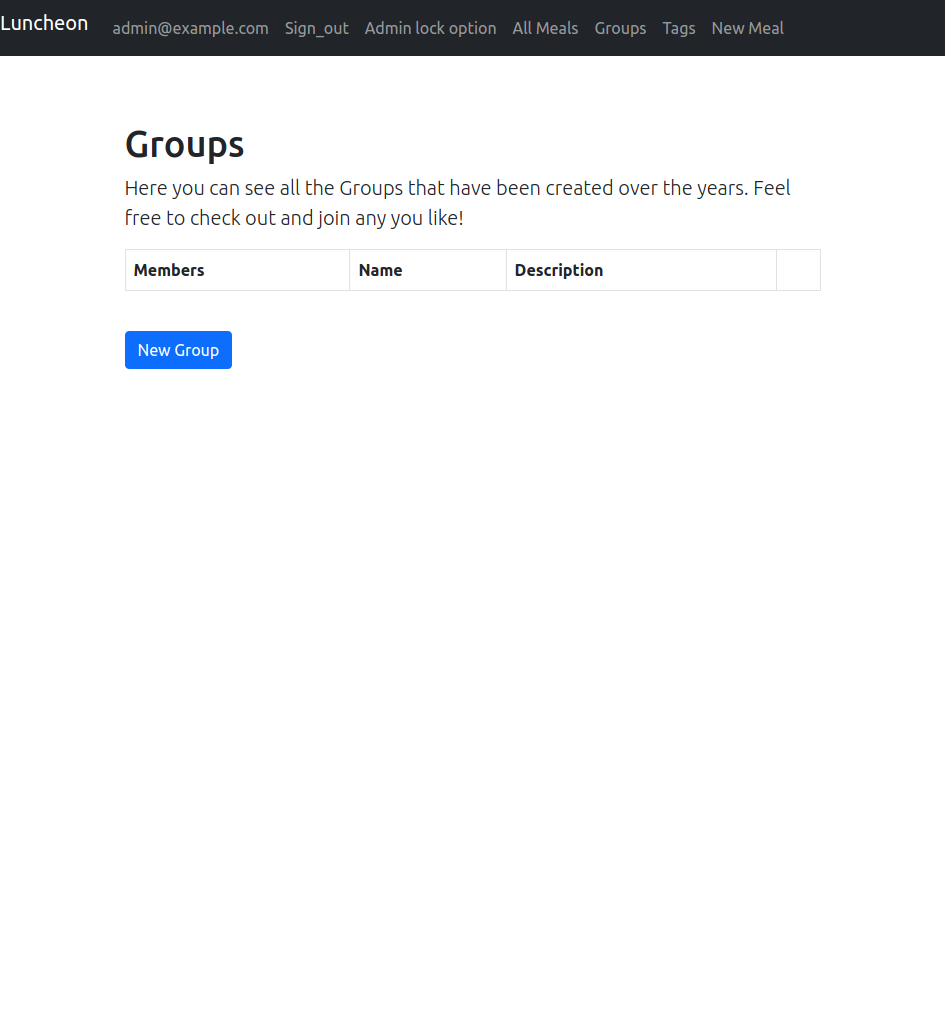 Luncheon admin@example.com Sign_out Admin lock option All Meals Groups Tags New Meal
Groups
Here you can see all the Groups that have been created over the years. Feel
free to check out and join any you like!
Members Name Description
New Group